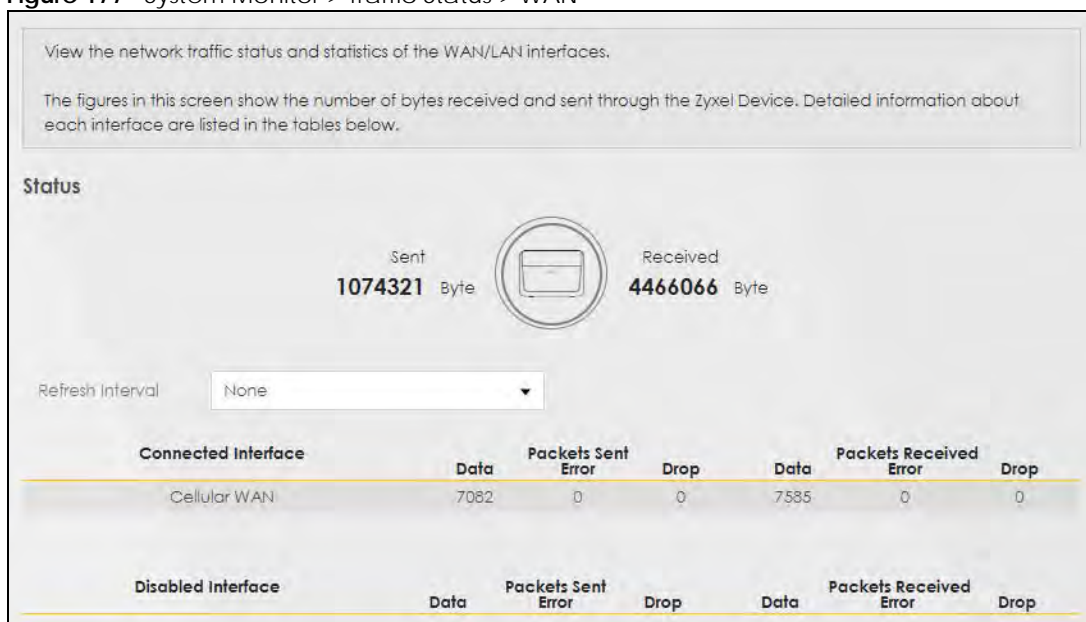 Figure 177 System Monitor > Traffic Status > WAN
View the network traffic status and statistics of the WAN/LAN interfaces.
The figures in this screen show the number of bytes received and sent through the Zyxel Device. Detailed information about
each interface are listed in the tables below.
Status
Sent
1074321 Byte
Received
4466066 Byte
Refresh Interval None
Connected Interface Packets Sent Packets Received
Data Error Drop Data Error Drop
Cellular WAN 7082 0 0 7585 0 0
Disabled Interface Packets Sent Packets Received
Data Error Drop Data Error Drop